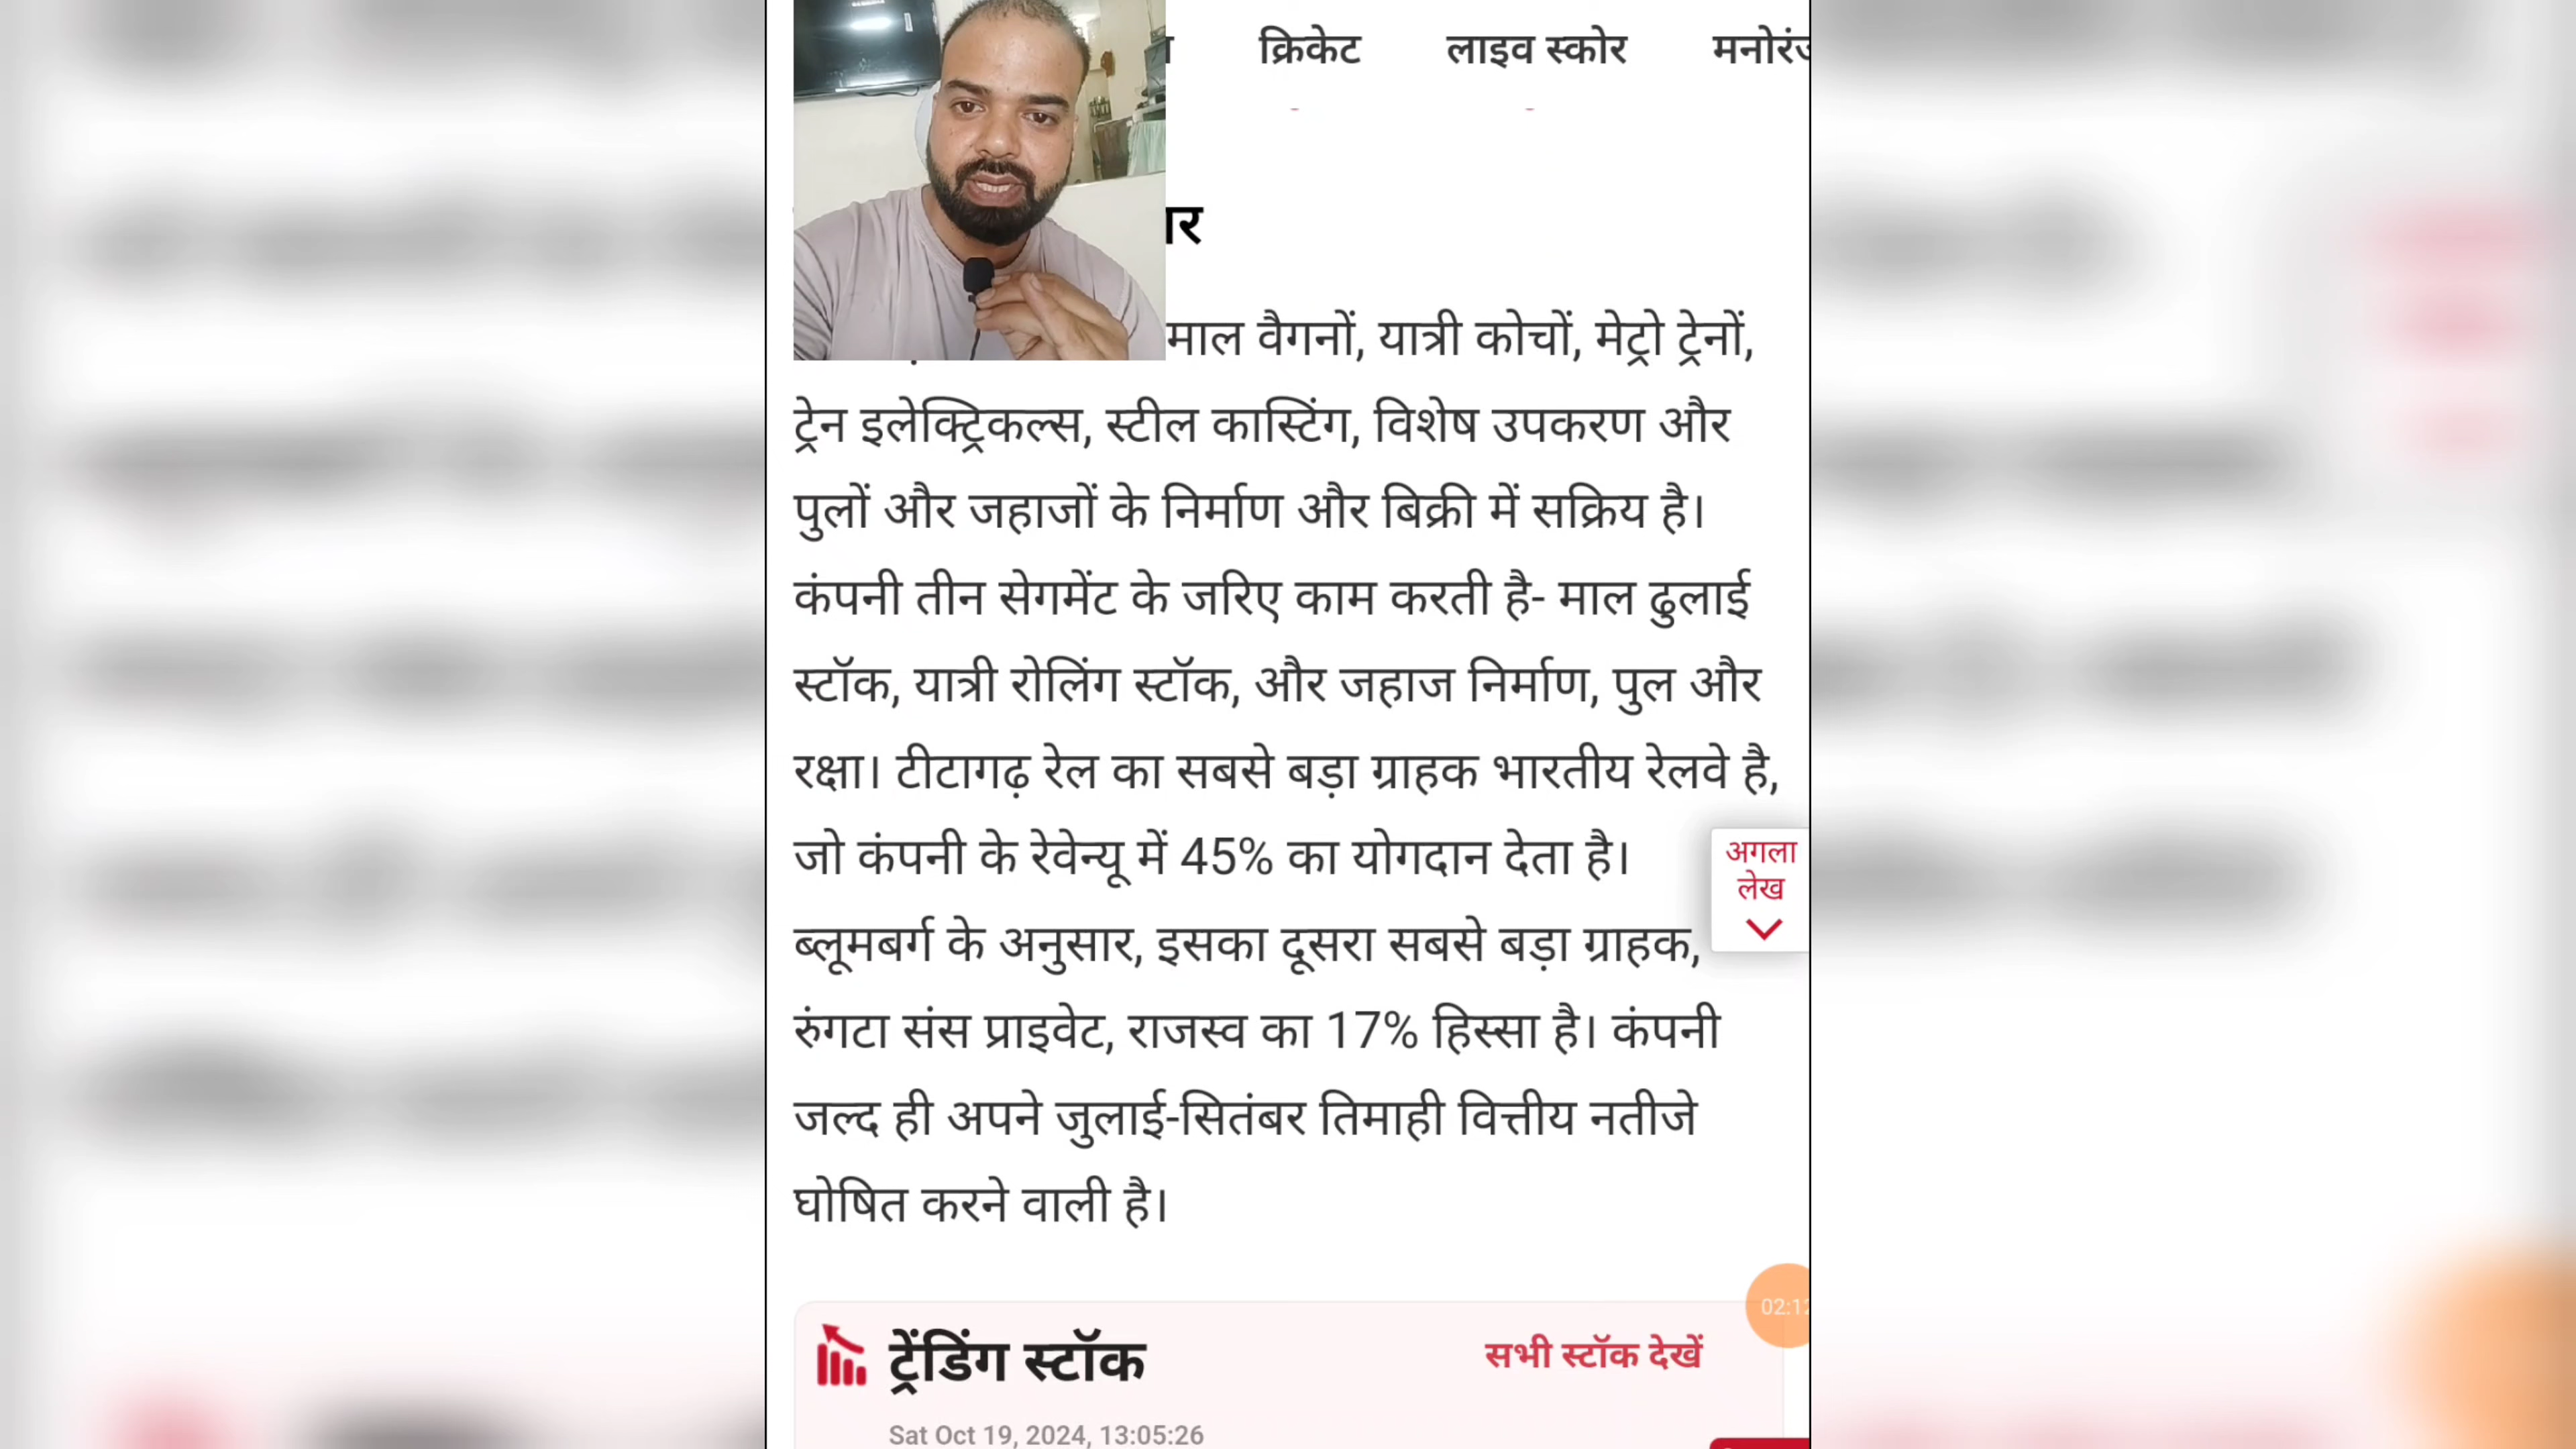 क्रिकेट लाइव स्कोर
माल वैगनों, यात्री कोचों, मेट्रो ट्रेनों,
ट्रेन इलेक्ट्रिकल्स, स्टील कास्टिंग, विशेष उपकरण और
पुलों और जहाजों के निर्माण और बिक्री में सक्रिय है।
कंपनी तीन सेगमेंट के जरिए काम करती है- माल ढुलाई
स्टॉक, यात्री रोलिंग स्टॉक, और जहाज निर्माण, पुल और
रक्षा। टीटागढ़ रेल का सबसे बड़ा ग्राहक भारतीय रेलवे है,
जो कंपनी के रेवेन्यू में 45% का योगदान देता है।
अगला
लेख
ब्लूमबर्ग के अनुसार, इसका दूसरा सबसे बड़ा ग्राहक,
रुंगटा संस प्राइवेट, राजस्व का 17% हिस्सा है। कंपनी
जल्द ही अपने जुलाई-सितंबर तिमाही वित्तीय नतीजे
घोषित करने वाली है।
ट्रेंडिंग स्टॉक सभी स्टॉक देखें
Sat Oct 19, 2024, 13:05:26